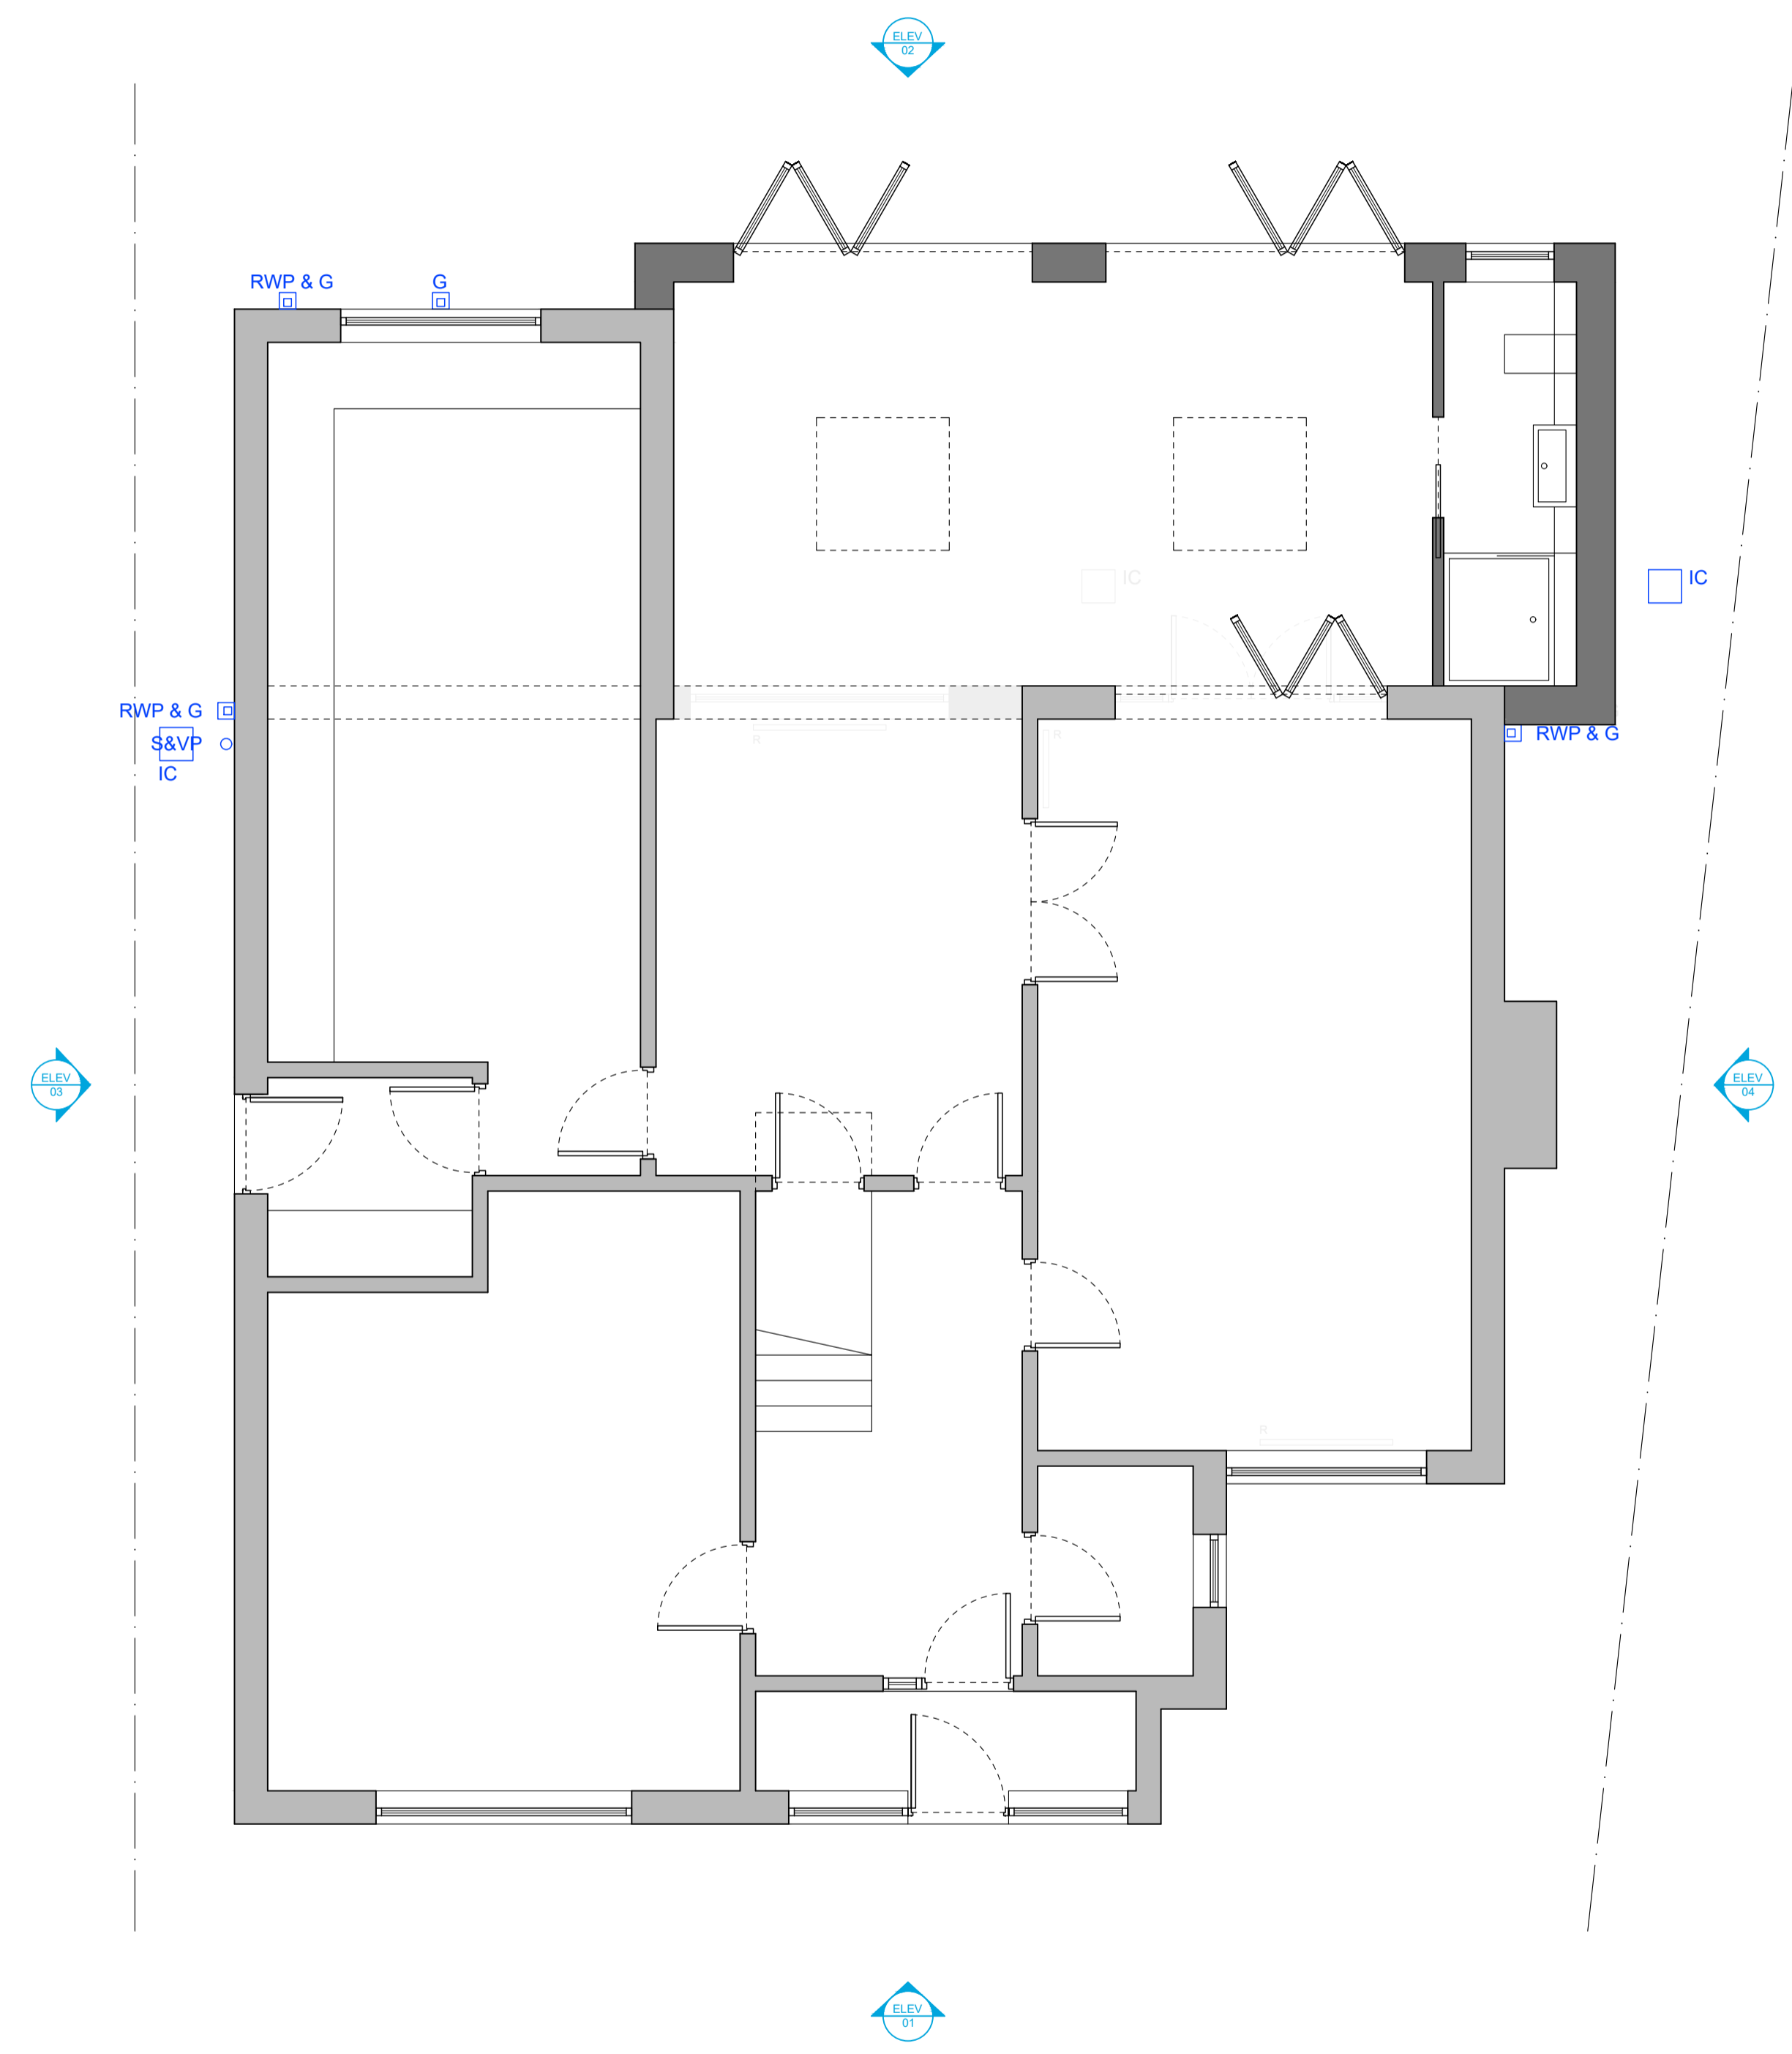 ELEV
02
RWP & G
G
IC
IC
RWP & G
S&VP
IC
RWP & G
R
R
ELEV
03
ELEV
04
R
ELEV
01